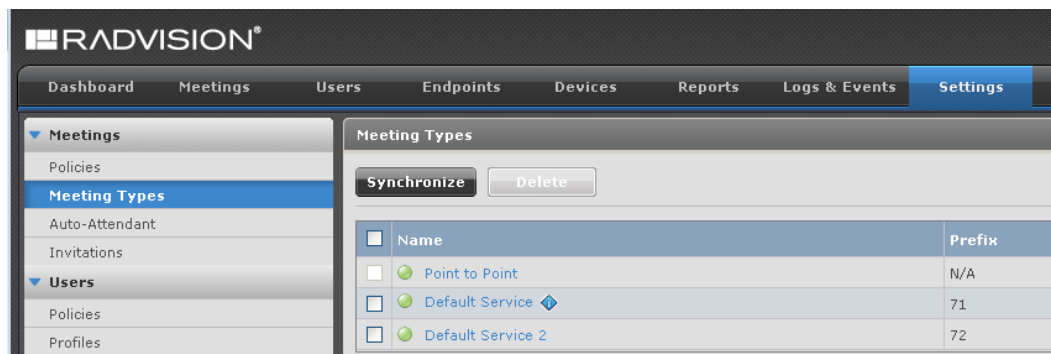 RADVISION®
Dashboard Meetings Users Endpoints Devices Reports Logs & Events Settings
Meetings
Policies
Meeting Types
Auto-Attendant
Invitations
Users
Policies
Profiles
Meeting Types
Synchronize Delete
Name Prefix
Point to Point N/A
Default Service 71
Default Service 2 72